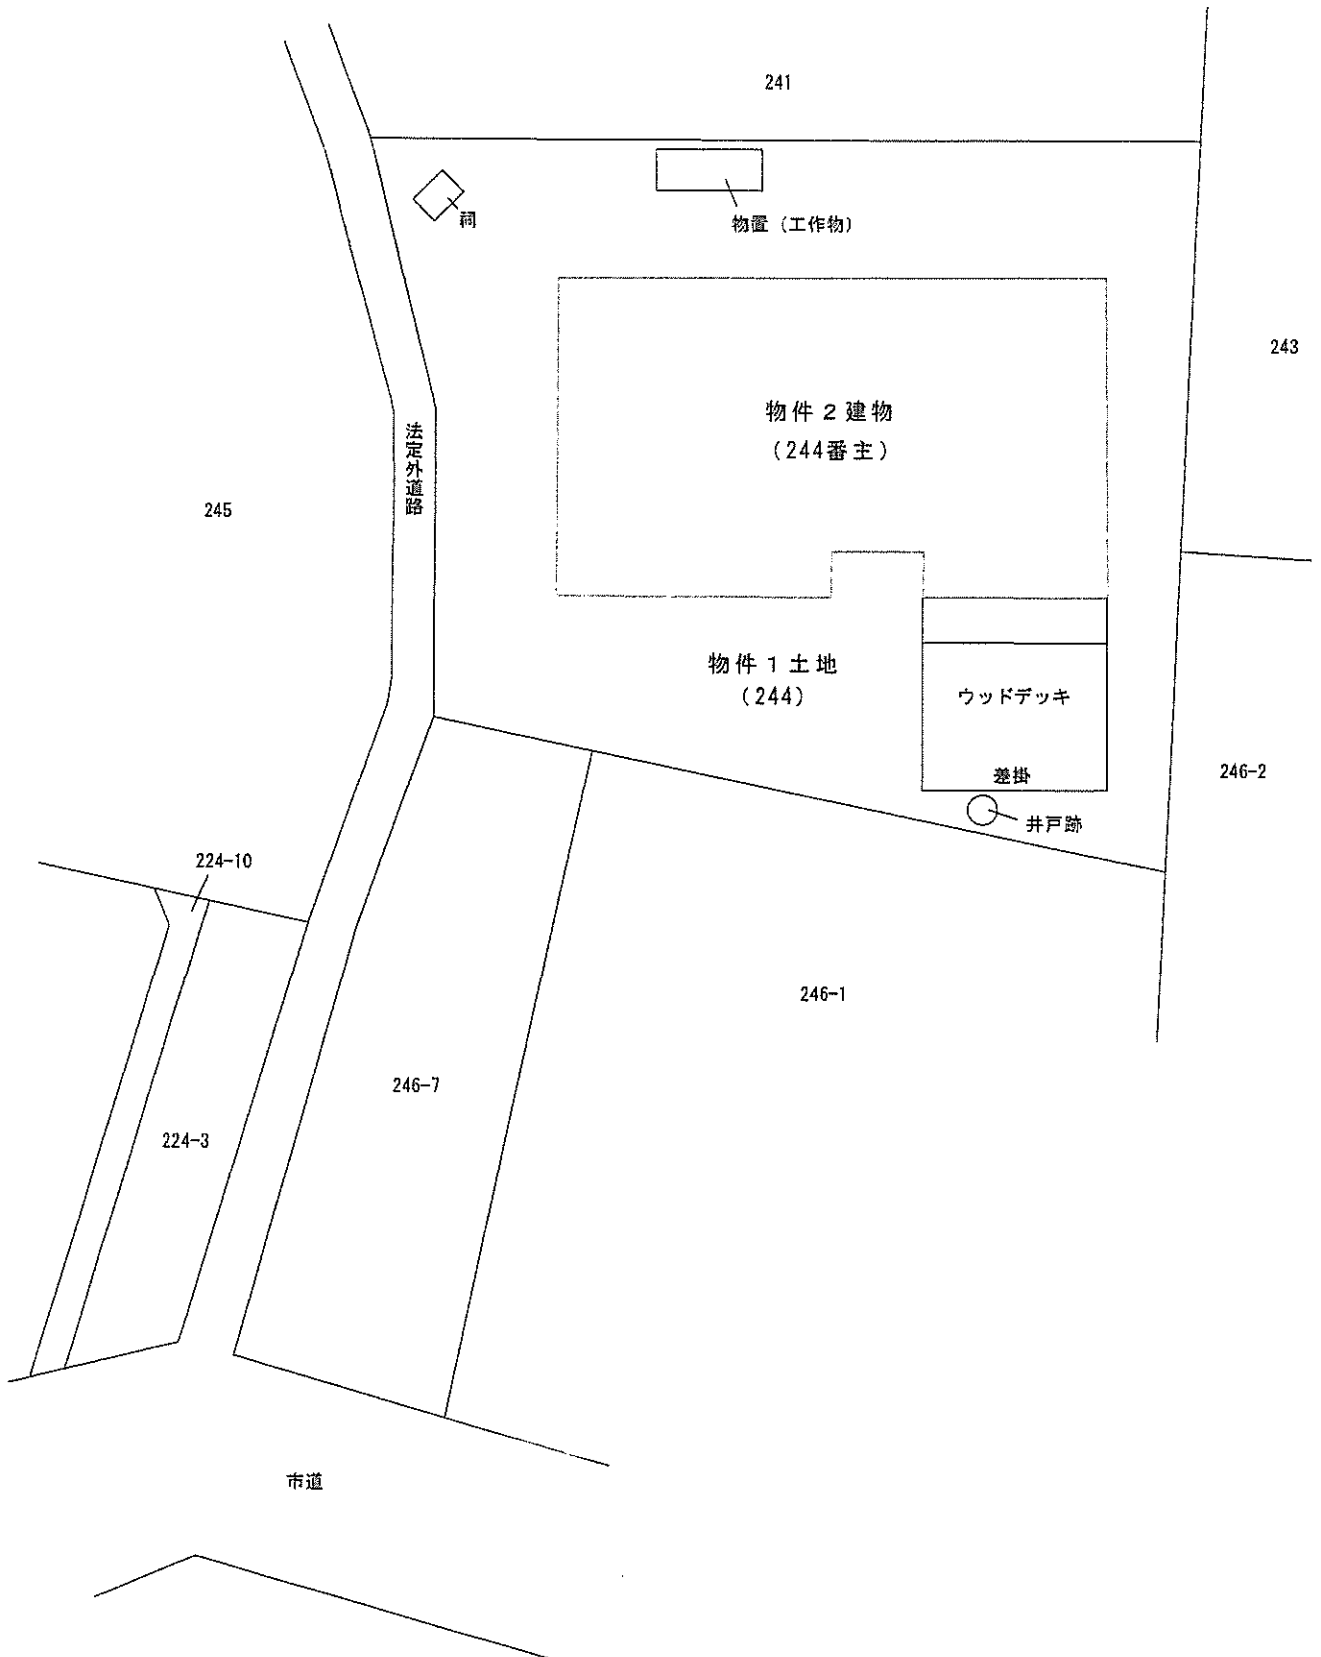 241
祠
物置（工作物）
243
物件２建物
（244番主）
法定外道路
245
物件１土地
（244）
ウッドデッキ
差掛
246-2
井戸跡
224-10
246-1
246-7
224-3
市道